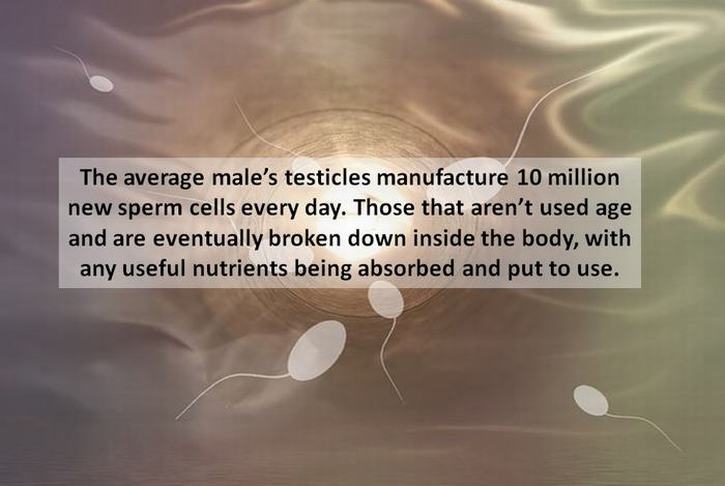 The average male’s testicles manufacture 10 million
new sperm cells every day. Those that aren’t used age
and are eventually broken down inside the body, with
any useful nutrients being absorbed and put to use.